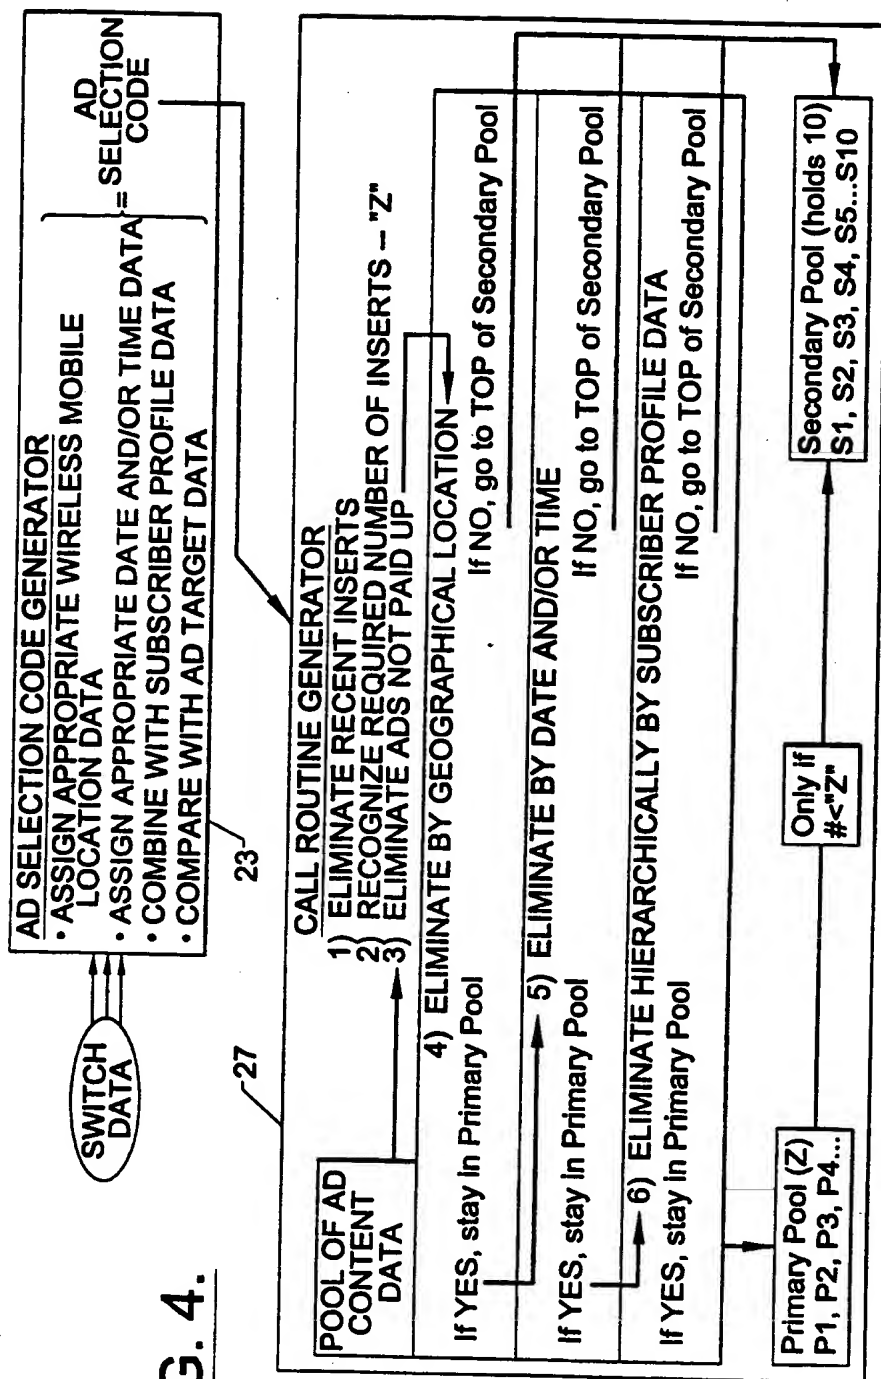 G. 4.
SWITCH
DATA
AD SELECTION CODE GENERATOR
• ASSIGN APPROPRIATE WIRELESS MOBILE
LOCATION DATA
• ASSIGN APPROPRIATE DATE AND/OR TIME DATA
• COMBINE WITH SUBSCRIBER PROFILE DATA
• COMPARE WITH AD TARGET DATA
=
AD
SELECTION
CODE
23
27
POOL OF AD
CONTENT
DATA
CALL ROUTINE GENERATOR
1) ELIMINATE RECENT INSERTS
2) RECOGNIZE REQUIRED NUMBER OF INSERTS – "Z"
3) ELIMINATE ADS NOT PAID UP
4) ELIMINATE BY GEOGRAPHICAL LOCATION
If YES, stay in Primary Pool
If NO, go to TOP of Secondary Pool
5) ELIMINATE BY DATE AND/OR TIME
If YES, stay in Primary Pool
If NO, go to TOP of Secondary Pool
6) ELIMINATE HIERARCHICALLY BY SUBSCRIBER PROFILE DATA
If YES, stay in Primary Pool
If NO, go to TOP of Secondary Pool
Primary Pool (Z)
P1, P2, P3, P4...
Only if
#<"Z"
Secondary Pool (holds 10)
S1, S2, S3, S4, S5...S10